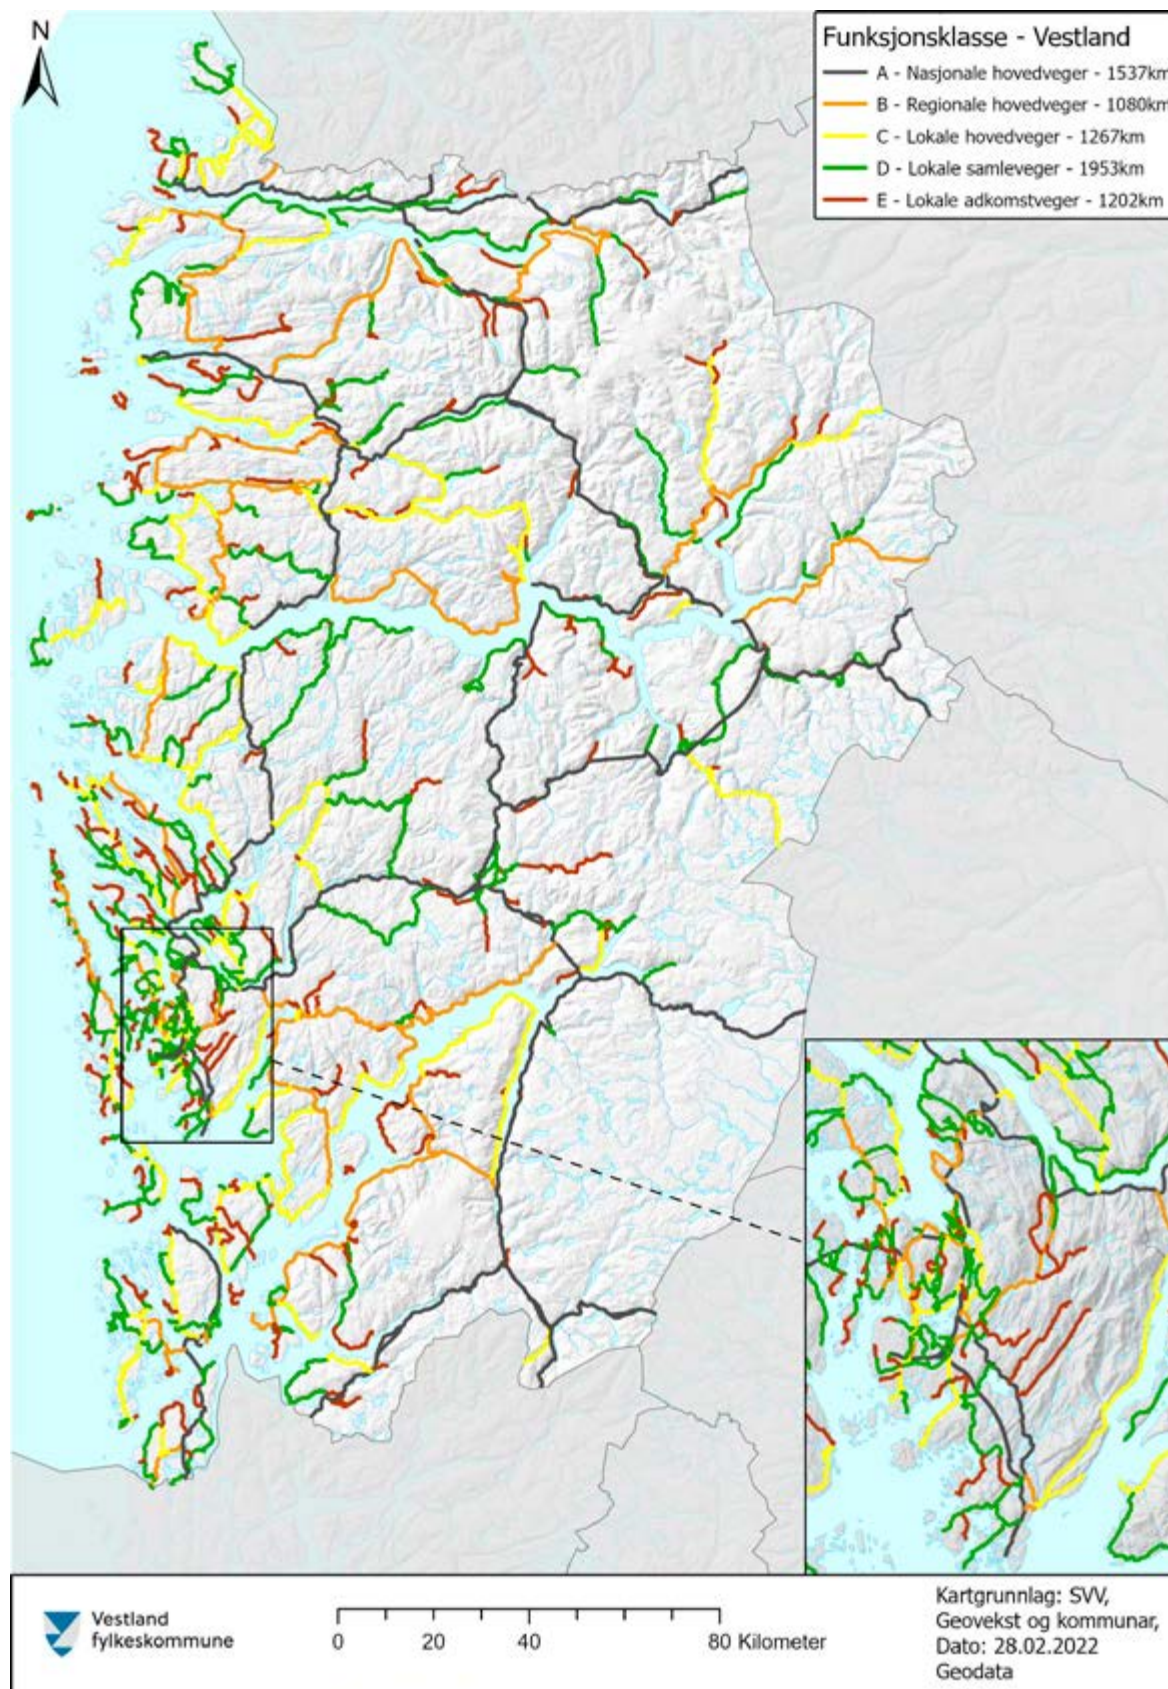 N
Funksjonsklasse - Vestland
A - Nasjonale hovedveger - 1537km
B - Regionale hovedveger - 1080km
C - Lokale hovedveger - 1267km
D - Lokale samleveger - 1953km
E - Lokale adkomstveger - 1202km
Vestland
fylkeskommune
0 20 40 80 Kilometer
Kartgrunnlag: SVV,
Geovekst og kommunar,
Dato: 28.02.2022
Geodata